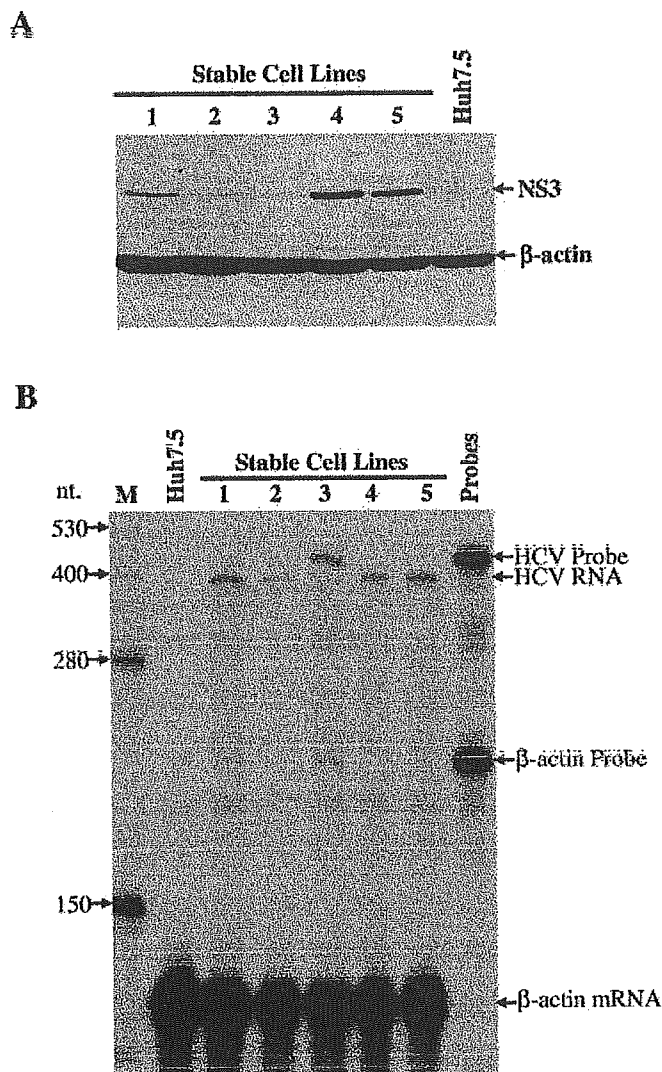 A
Stable Cell Lines
1 2 3 4 5 Huh7.5
NS3
β-actin
B
Huh7.5
Stable Cell Lines
nt. M 1 2 3 4 5 Probes
530
HCV Probe
400
HCV RNA
280
β-actin Probe
150
β-actin mRNA